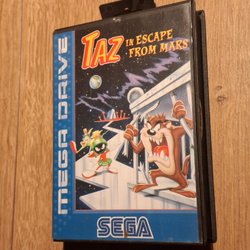 TAZ IN ESCAPE
FROM MARS
MEGA DRIVE
SEGA